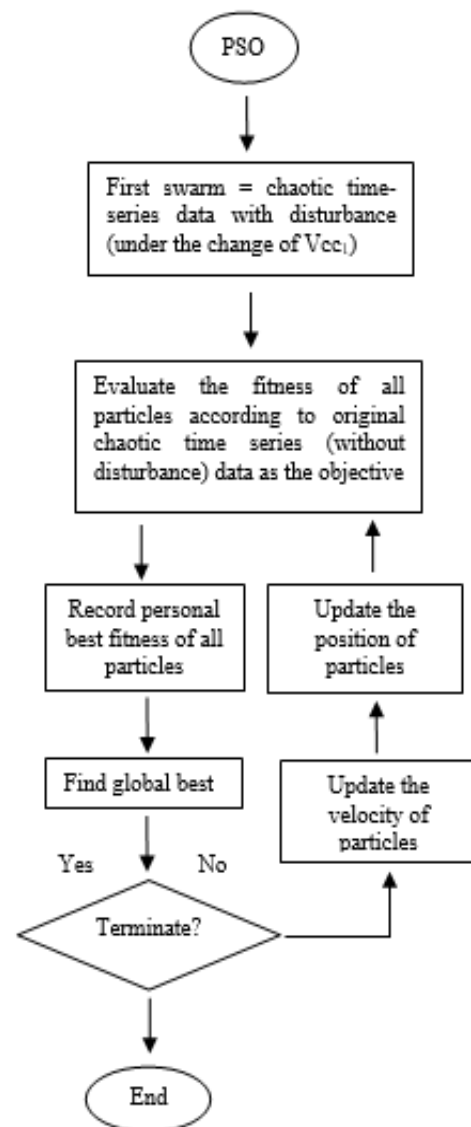 PSO
First swarm = chaotic time-
series data with disturbance
(under the change of Vcc₁)
Evaluate the fitness of all
particles according to original
chaotic time series (without
disturbance) data as the objective
Record personal
best fitness of all
particles
Update the
position of
particles
Find global best
Update the
velocity of
particles
Yes No
Terminate?
End